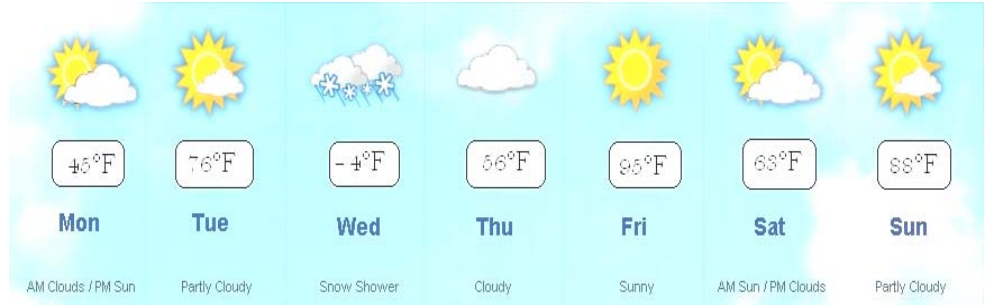 45°F 76°F -4°F 56°F 95°F 63°F 88°F
Mon Tue Wed Thu Fri Sat Sun
AM Clouds / PM Sun Partly Cloudy Snow Shower Cloudy Sunny AM Sun / PM Clouds Partly Cloudy